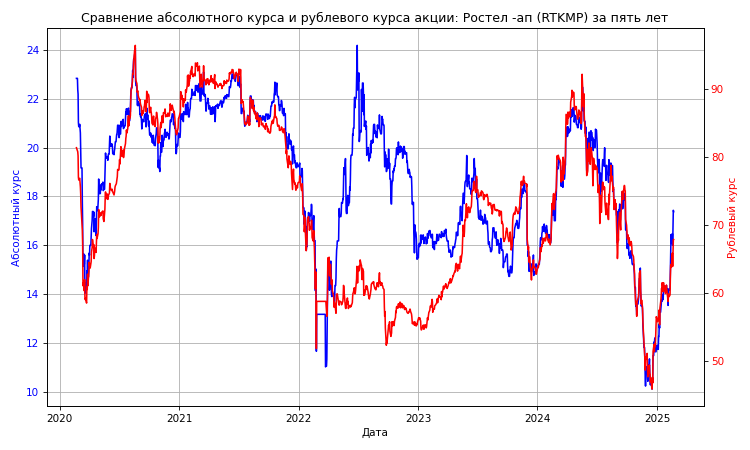 Сравнение абсолютного курса и рублевого курса акции: Ростел -ап (RTKMP) за пять лет
24
22
20
18
16
14
12
10
Абсолютный курс
90
80
70
60
50
Рублевый курс
2020 2021 2022 2023 2024 2025
Дата